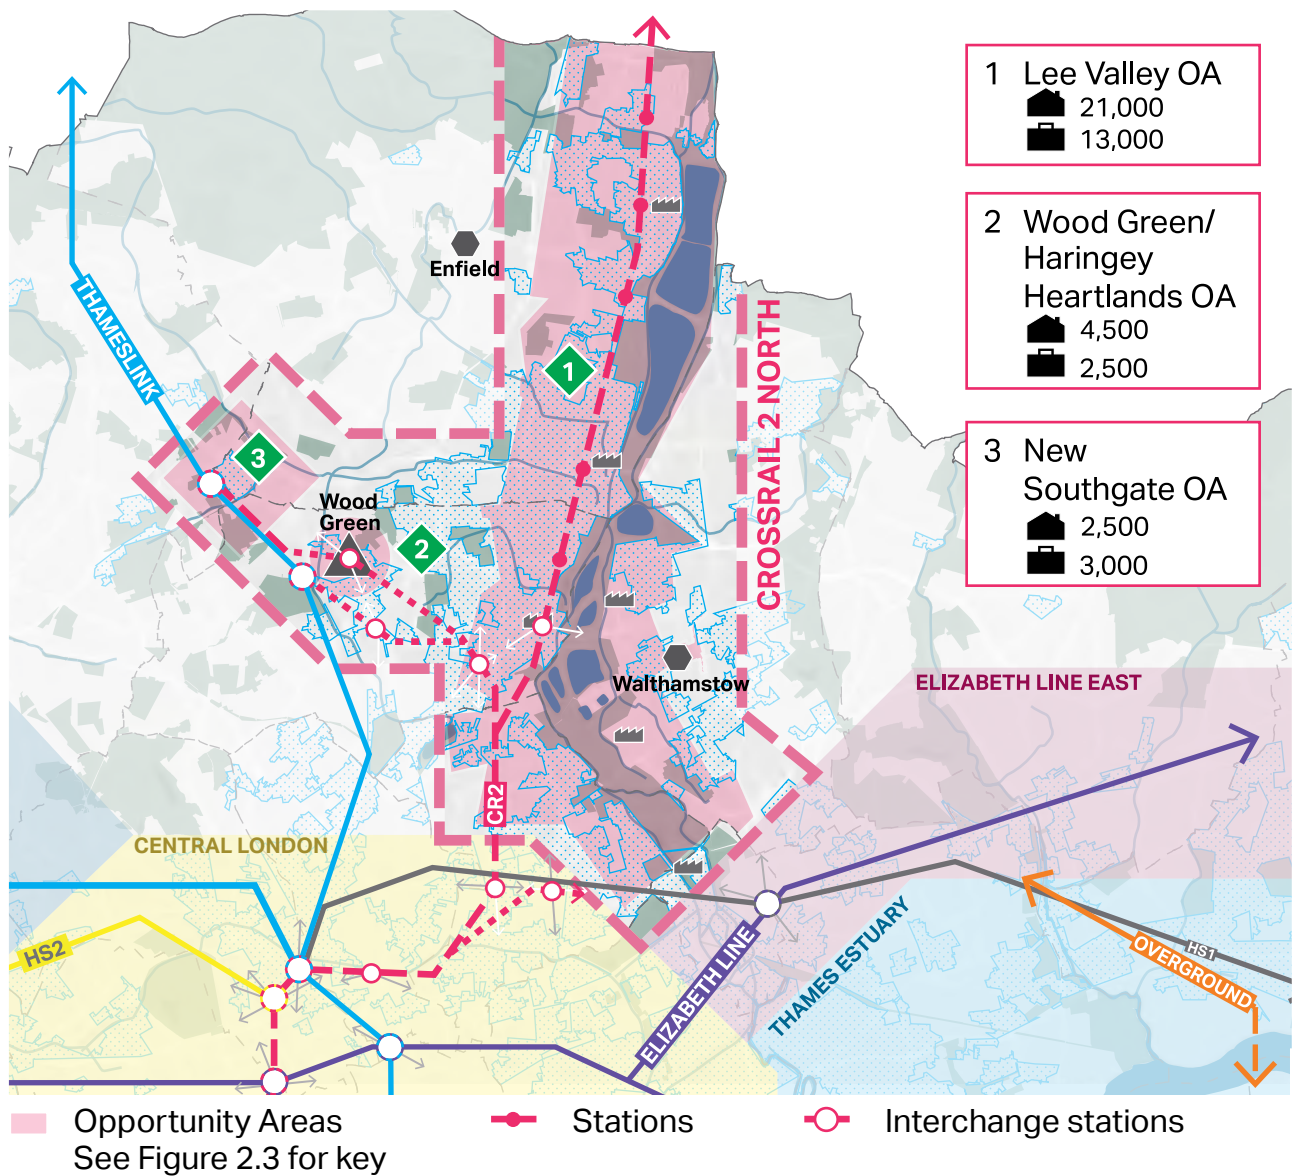 1 Lee Valley OA
21,000
13,000
2 Wood Green/
Haringey
Heartlands OA
4,500
2,500
3 New
Southgate OA
2,500
3,000
THAMESLINK
Enfield
1
CROSSRAIL 2 NORTH
3
Wood
Green
2
Walthamstow
ELIZABETH LINE EAST
CR2
CENTRAL LONDON
HS2
ELIZABETH LINE
THAMES ESTUARY
OVERGROUND
HS1
Opportunity Areas
See Figure 2.3 for key
Stations
Interchange stations